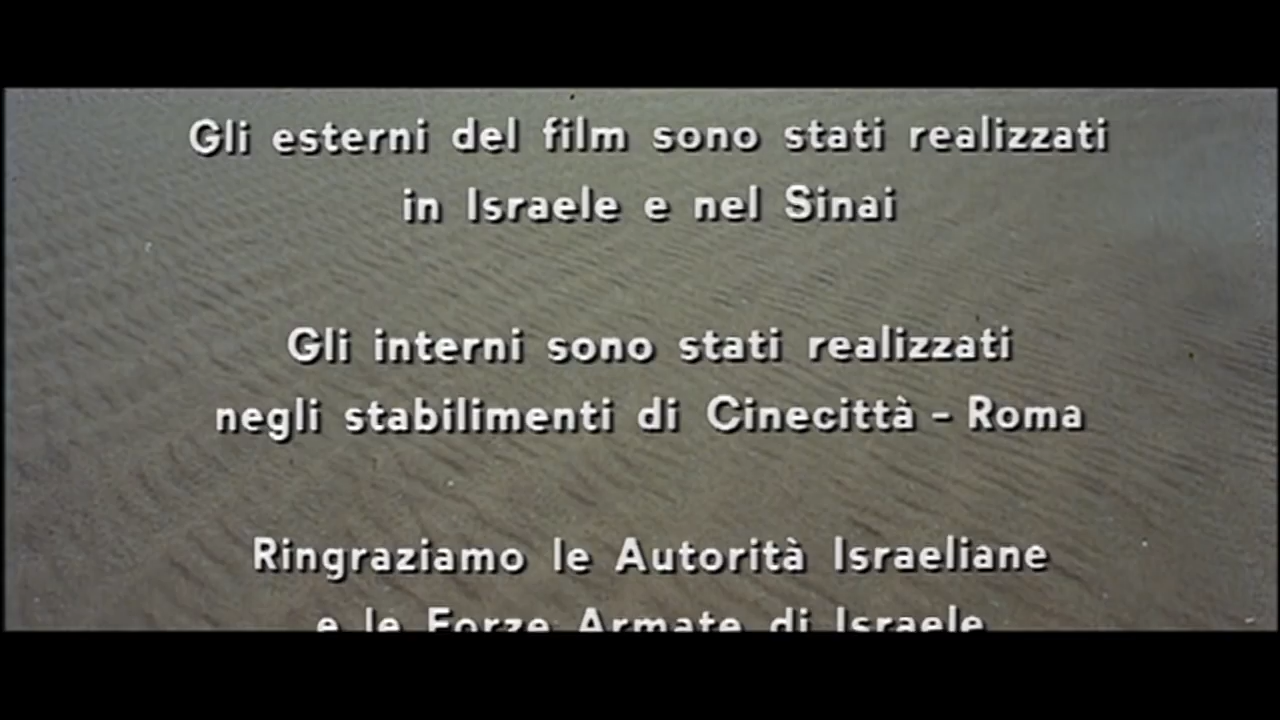 Gli esterni del film sono stati realizzati
in Israele e nel Sinai
Gli interni sono stati realizzati
negli stabilimenti di Cinecittà - Roma
Ringraziamo le Autorità Israeliane
e le Forze Armate di Israele